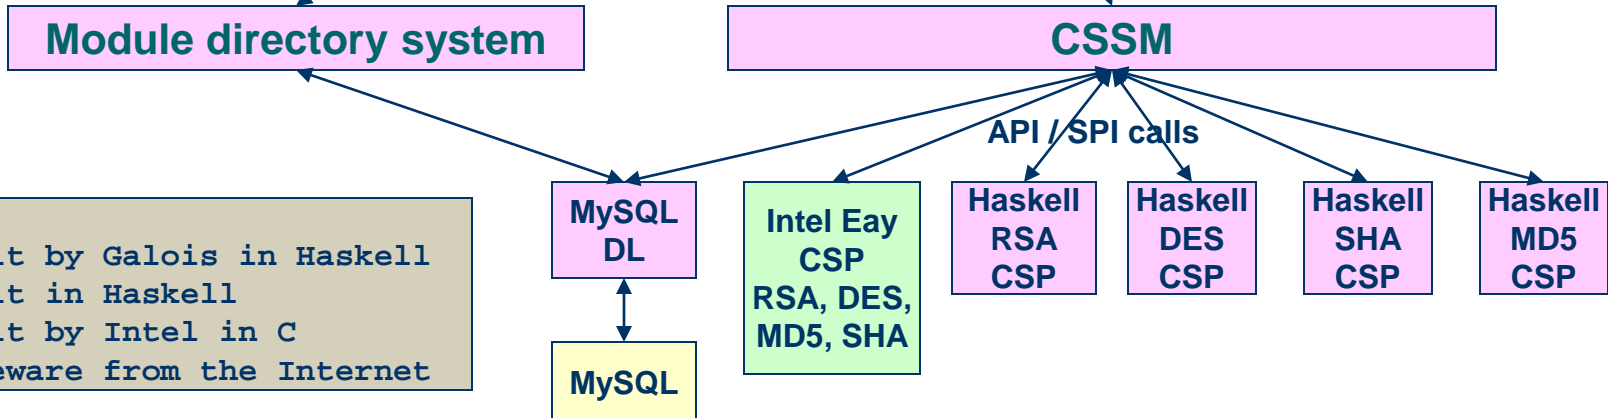 Module directory system
CSSM
API / SPI calls
MySQL
DL
Intel Eay
CSP
RSA, DES,
MD5, SHA
Haskell
RSA
CSP
Haskell
DES
CSP
Haskell
SHA
CSP
Haskell
MD5
CSP
by Galois in Haskell
in Haskell
by Intel in C
from the Internet
MySQL